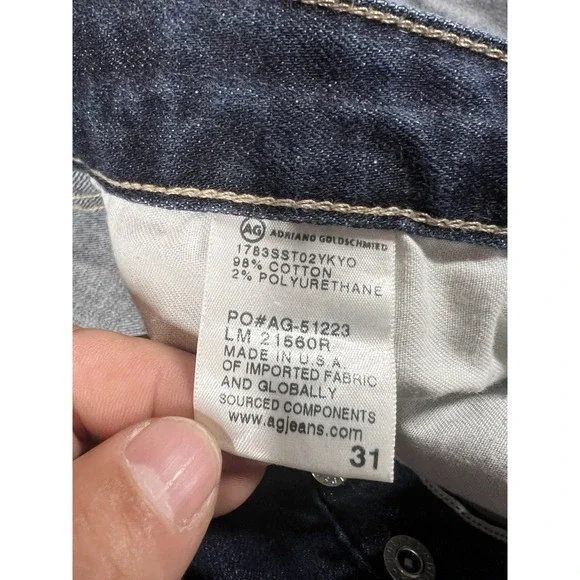 AG ADRIANO GOLDSCHMIED
1783SST02YKYO
98% COTTON
2% POLYURETHANE
PO#AG-51223
LM 21560R
MADE IN U.S.A.
OF IMPORTED FABRIC
AND GLOBALLY
SOURCED COMPONENTS
www.agjeans.com
31